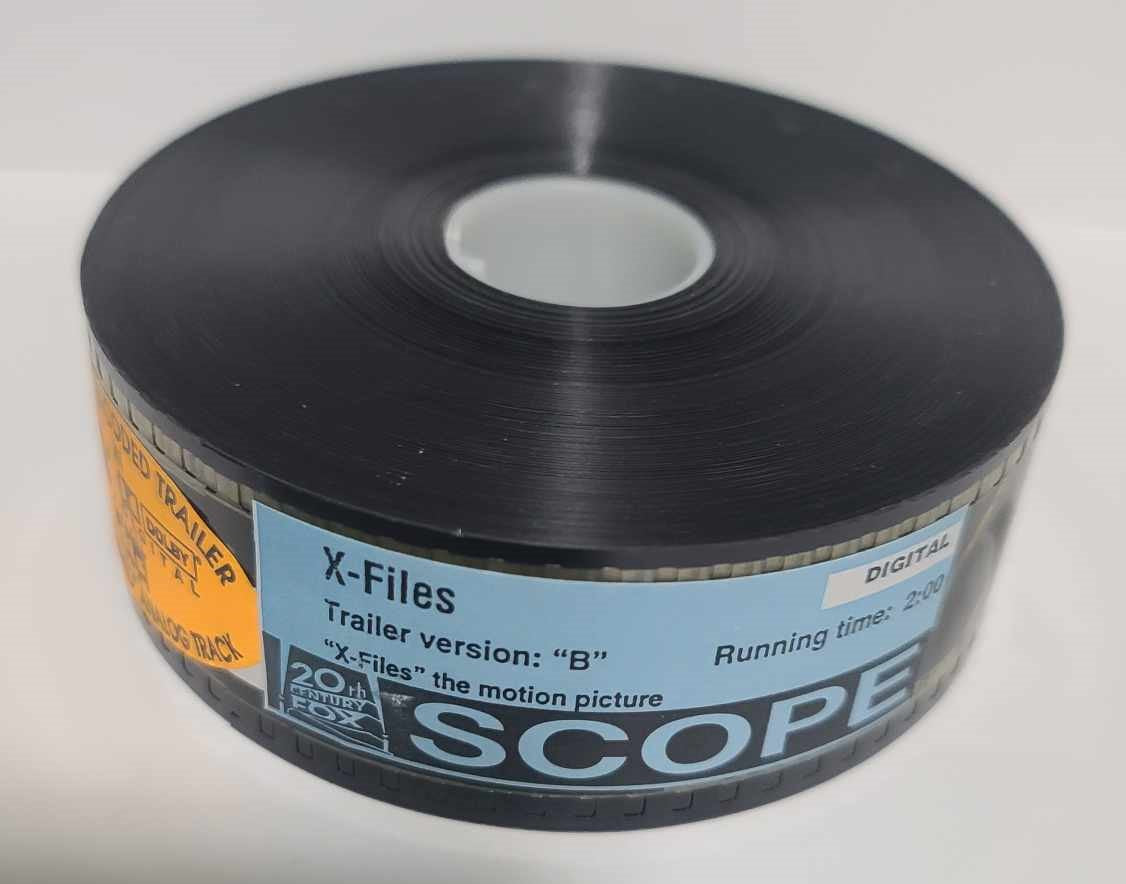 TRAILER
DOLBY
DIGITAL
ANALOG TRACK
X-Files
DIGITAL
Trailer version: “B”
Running time: 2:00
“X-Files” the motion picture
20th
CENTURY
FOX
SCOPE